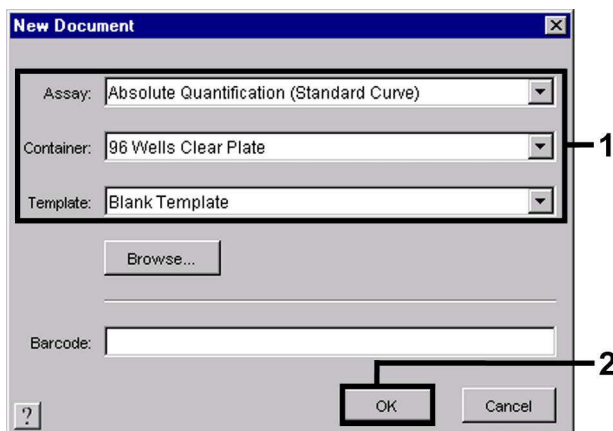 New Document
Assay: Absolute Quantification (Standard Curve)
Container: 96 Wells Clear Plate
1
Template: Blank Template
Browse...
Barcode:
2
OK Cancel
?